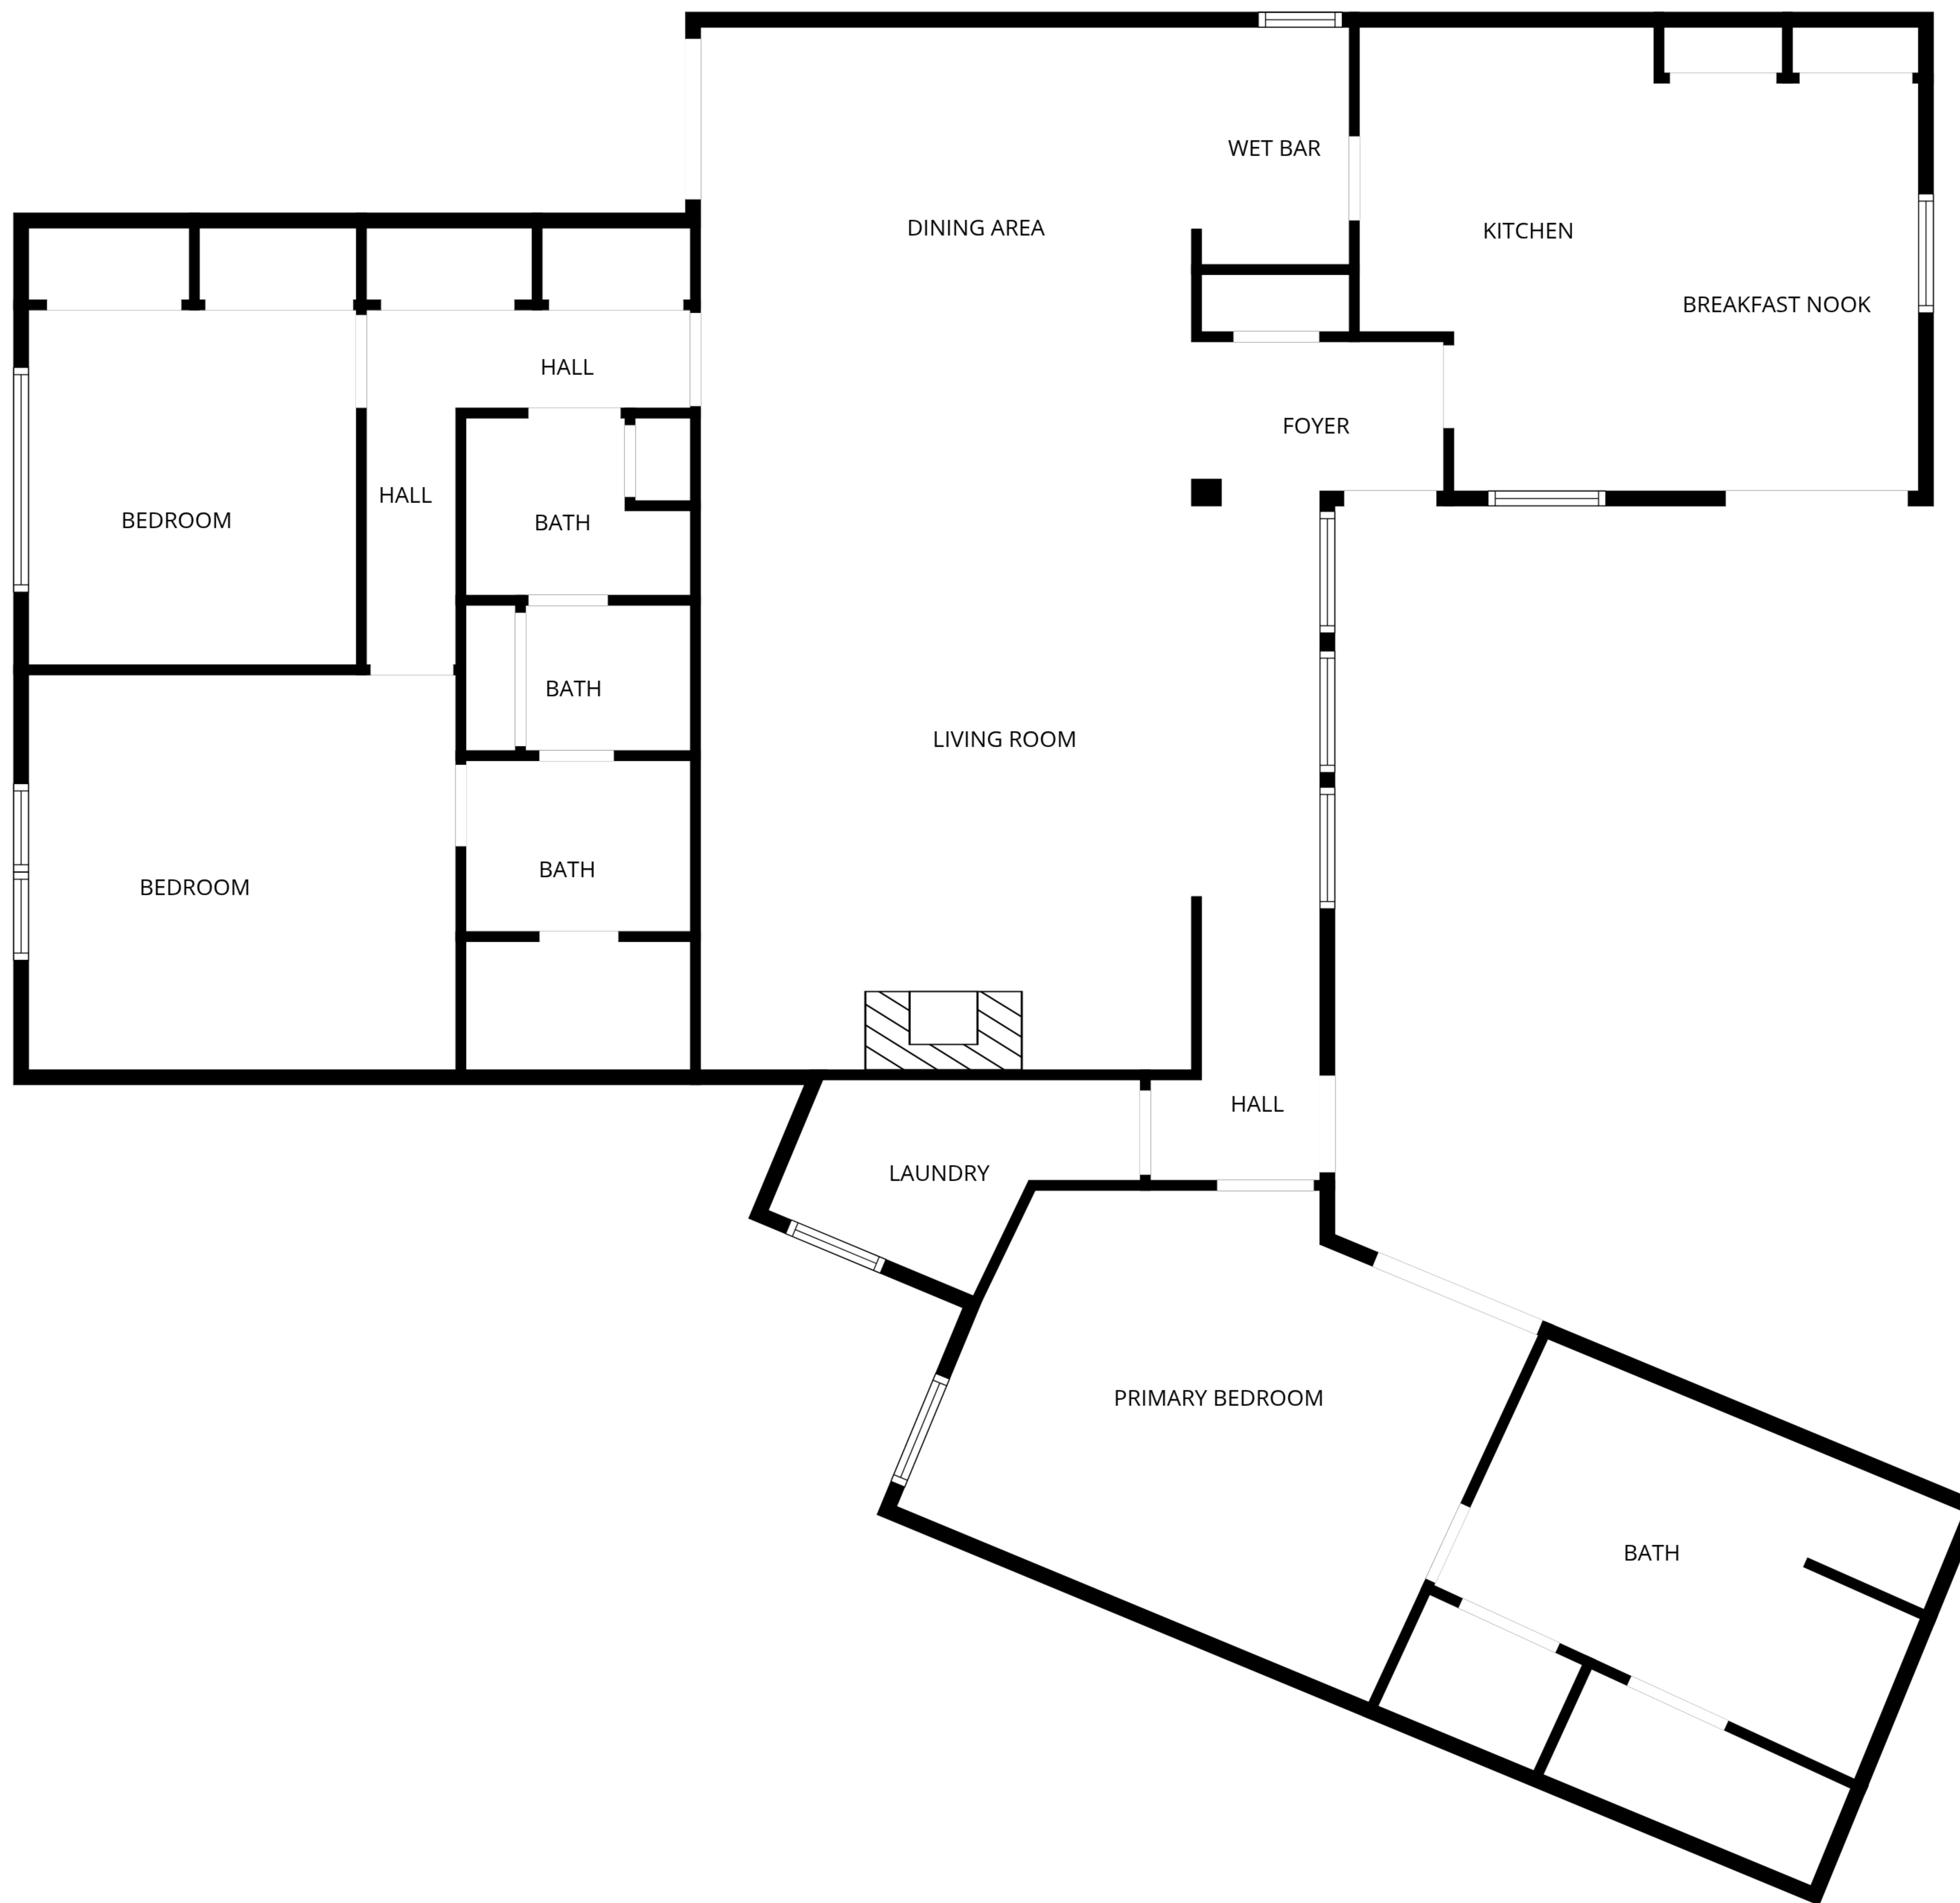 WET BAR
DINING AREA
KITCHEN
BREAKFAST NOOK
HALL
FOYER
HALL
BEDROOM
BATH
BATH
LIVING ROOM
BATH
BEDROOM
HALL
LAUNDRY
PRIMARY BEDROOM
BATH